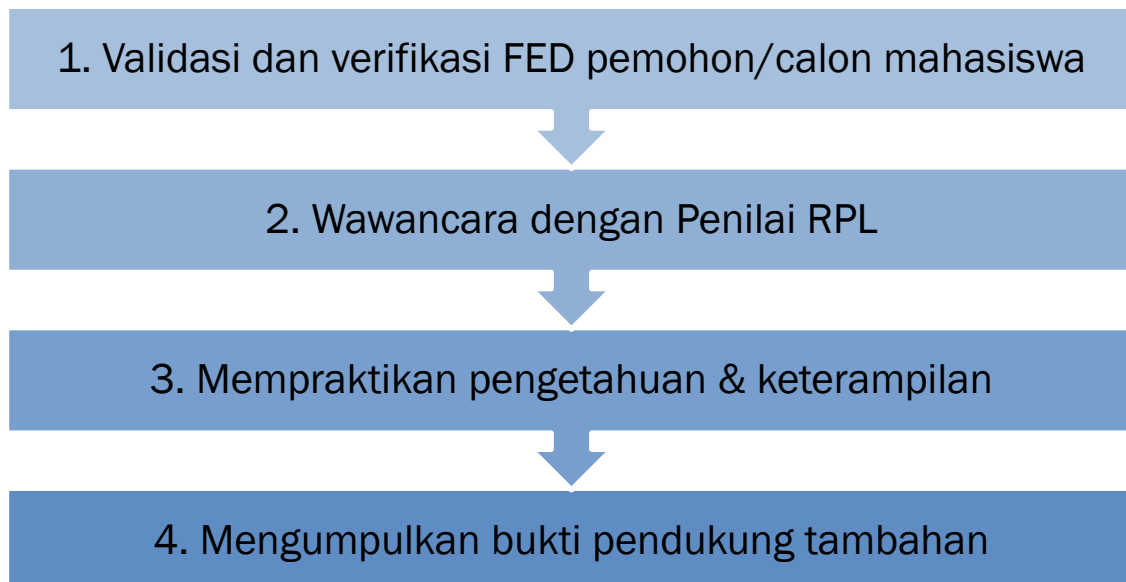 1. Validasi dan verifikasi FED pemohon/calon mahasiswa
2. Wawancara dengan Penilai RPL
3. Mempraktikan pengetahuan & keterampilan
4. Mengumpulkan bukti pendukung tambahan